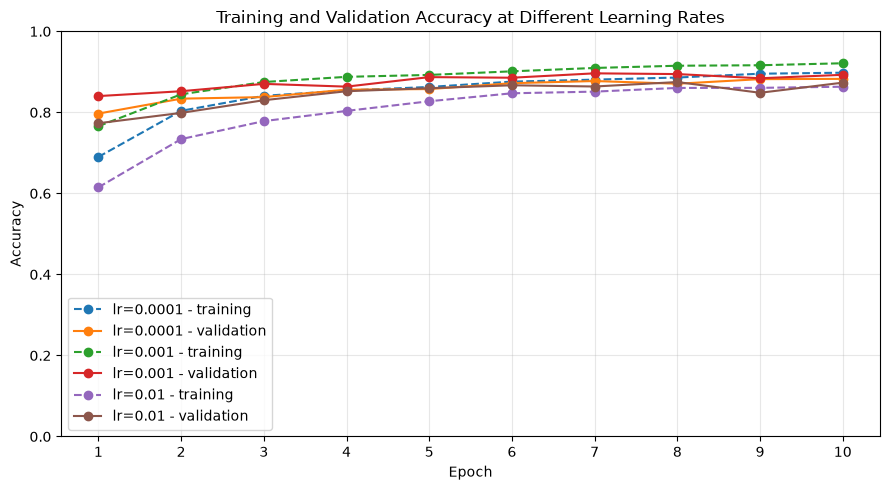 Training and Validation Accuracy at Different Learning Rates
1.0
0.8
0.6
0.4
0.2
0.0
Accuracy
lr=0.0001 - training
lr=0.0001 - validation
lr=0.001 - training
lr=0.001 - validation
lr=0.01 - training
lr=0.01 - validation
1 2 3 4 5 6 7 8 9 10
Epoch